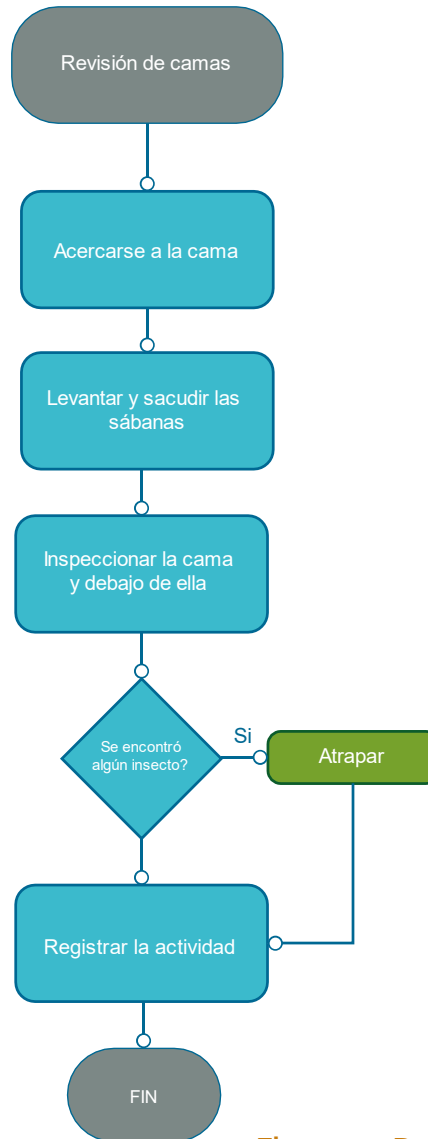 Revisión de camas
Acercarse a la cama
Levantar y sacudir las
sábanas
Inspeccionar la cama
y debajo de ella
Se encontró
algún insecto?
Si
Atrapar
Registrar la actividad
FIN